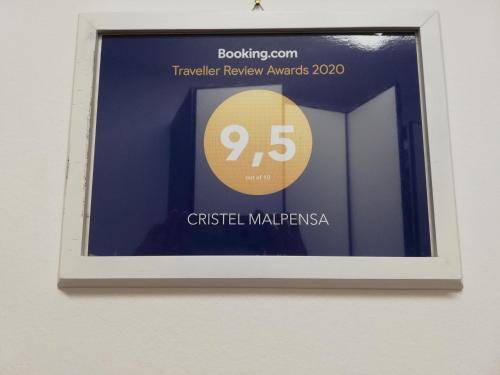 Booking.com
Traveller Review Awards 2020
9,5
out of 10
CRISTEL MALPENSA